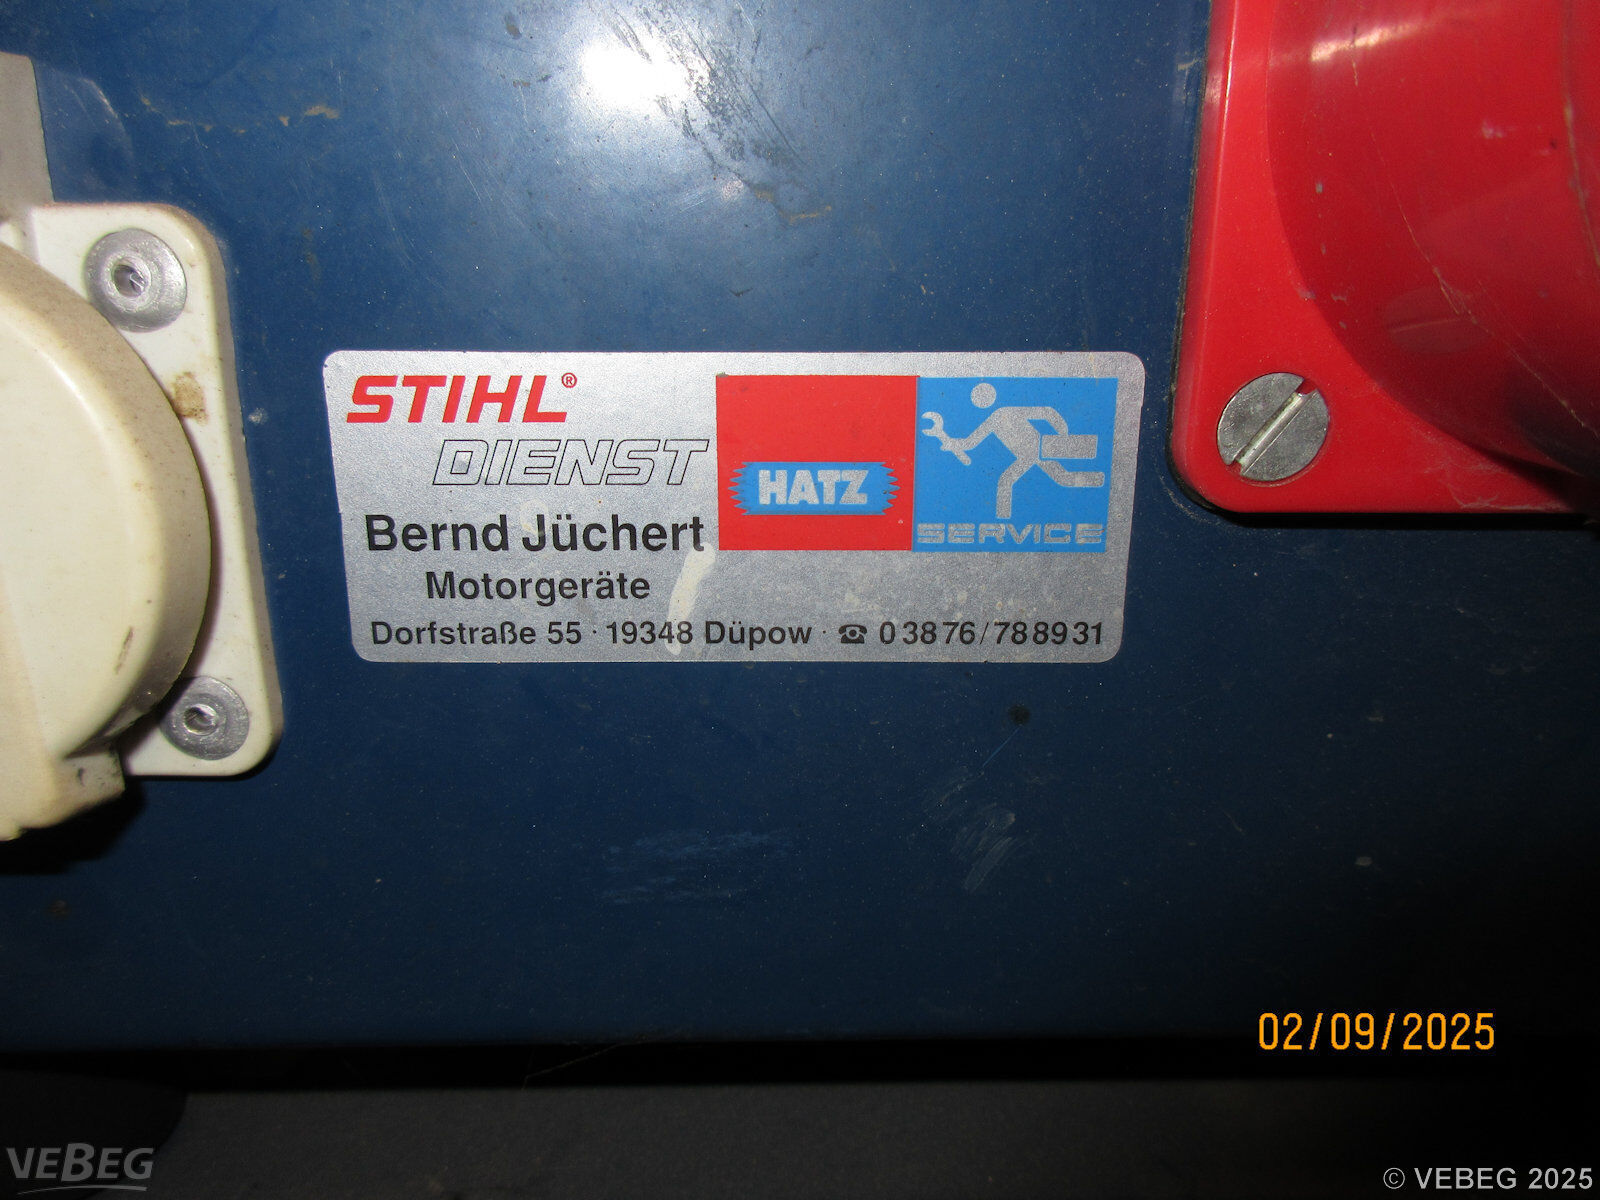 STIHL®
DIENST
HATZ
SERVICE
Bernd Jüchert
Motorgeräte
Dorfstraße 55 · 19348 Düpow · ☎ 03876/788931
02/09/2025
VEBEG
© VEBEG 2025